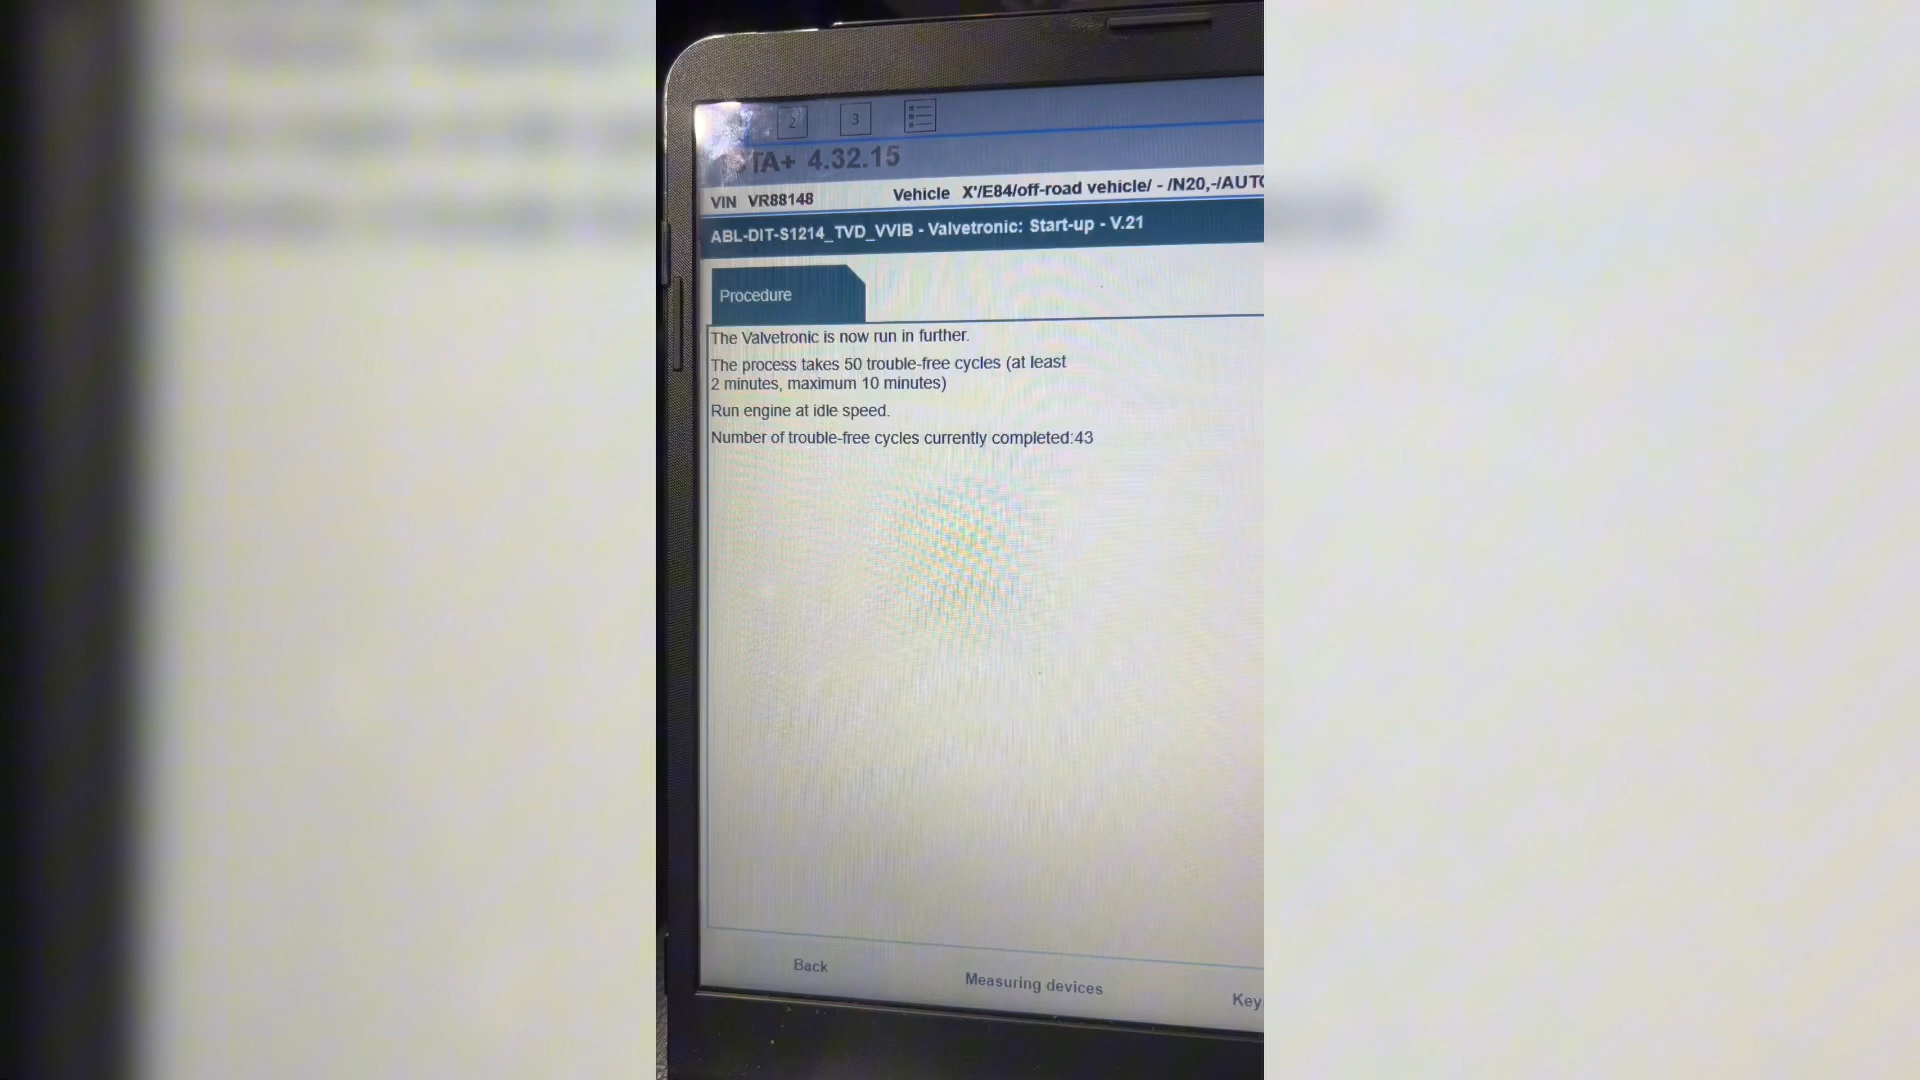 2
3
TA+ 4.32.15
VIN VR88148 Vehicle X'/E84/off-road vehicle/ - /N20,-/AUTO
ABL-DIT-S1214_TVD_VVIB - Valvetronic: Start-up - V.21
Procedure
The Valvetronic is now run in further.
The process takes 50 trouble-free cycles (at least
2 minutes, maximum 10 minutes)
Run engine at idle speed.
Number of trouble-free cycles currently completed:43
Back
Measuring devices
Key